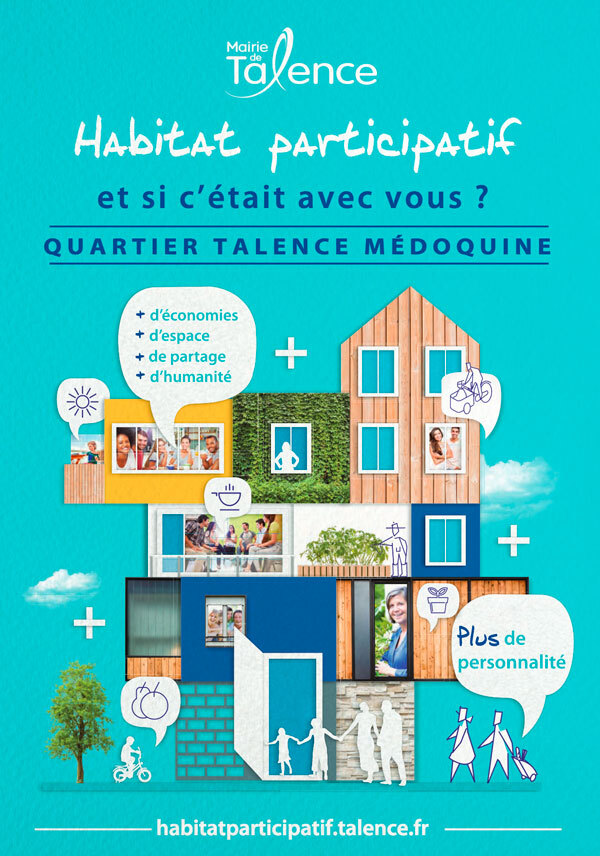 Mairie
de
Talence
Habitat participatif
et si c'était avec vous ?
QUARTIER TALENCE MÉDOQUINE
+ d'économies
+ d'espace
+ de partage
+ d'humanité
Plus de
personnalité
habitatparticipatif.talence.fr